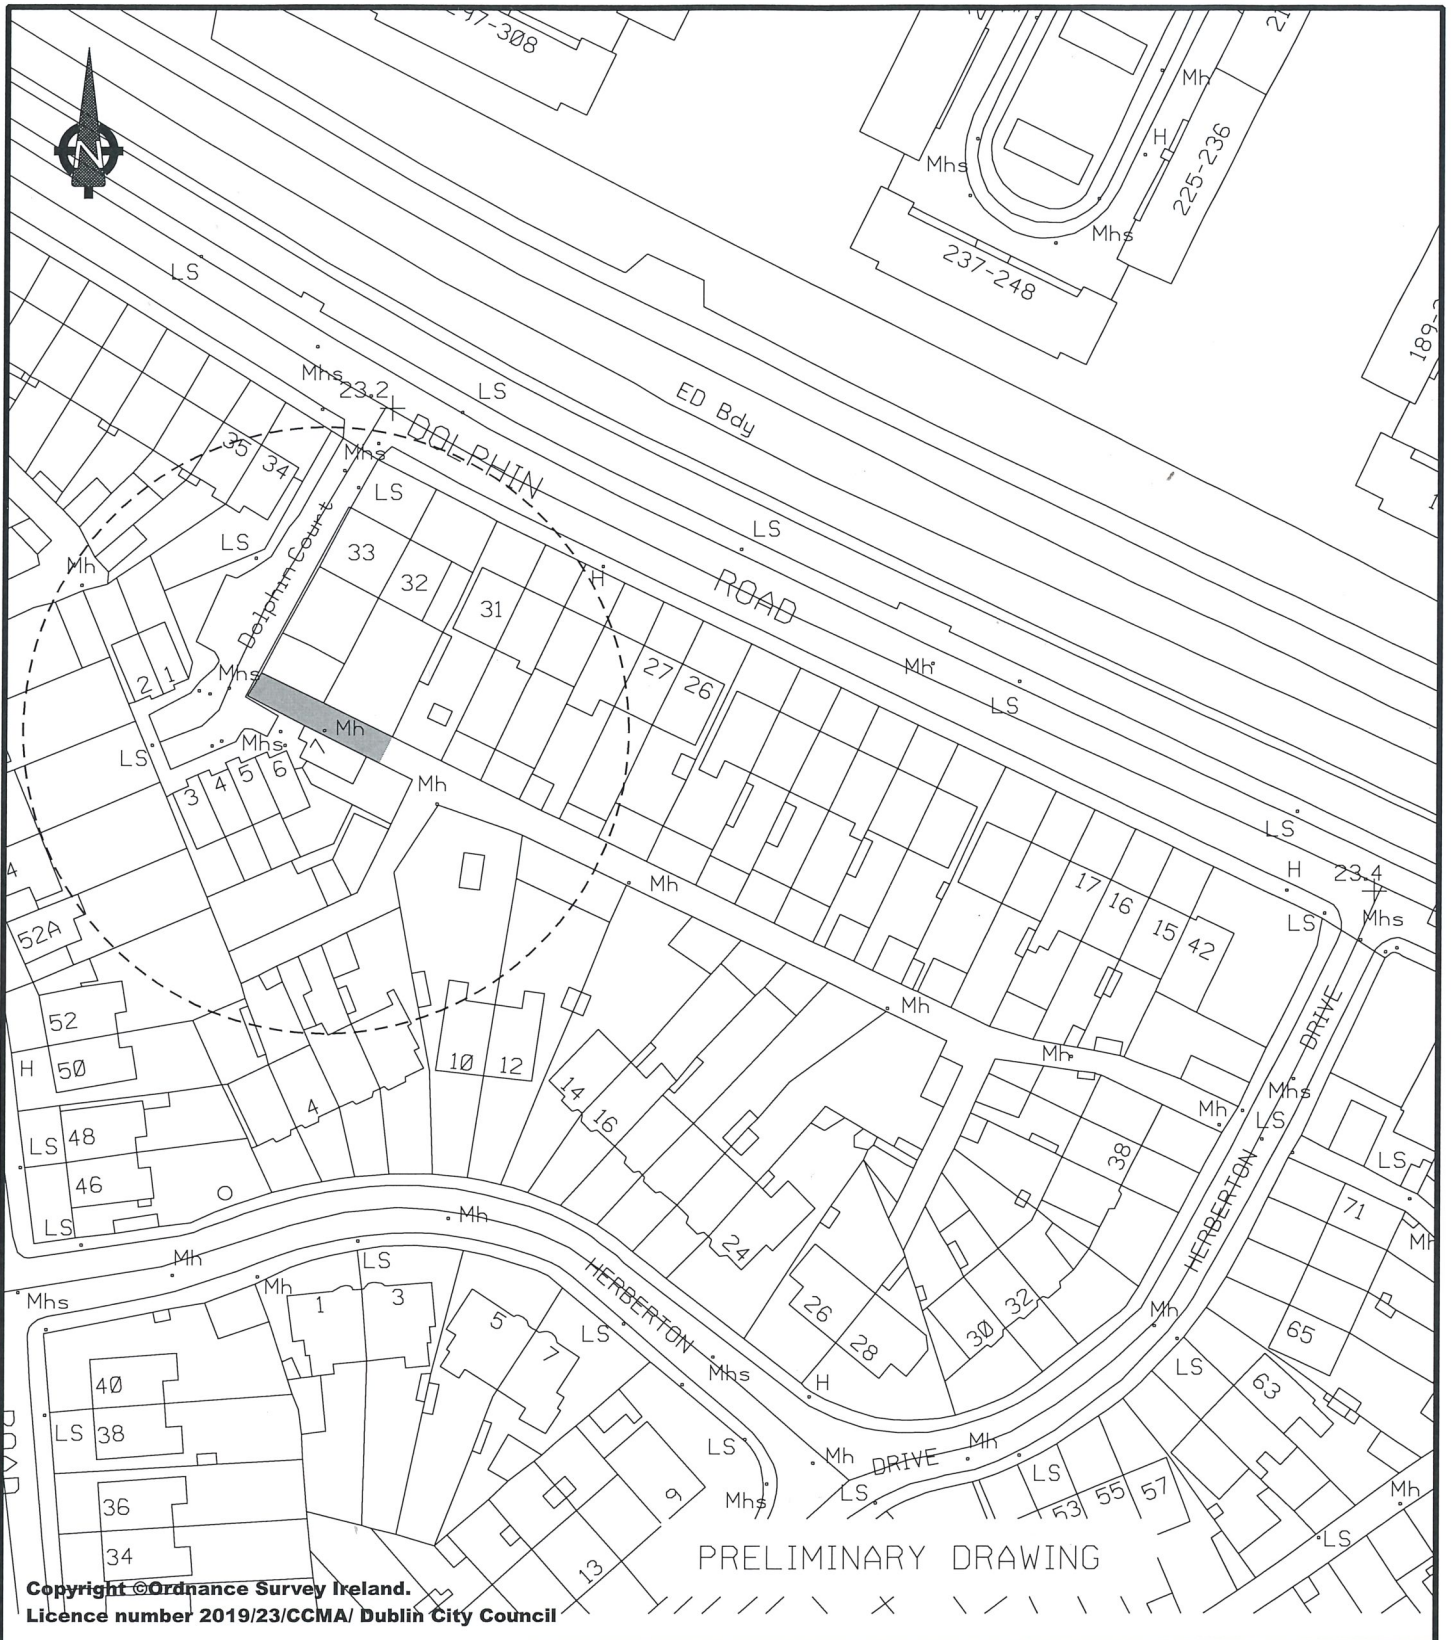 297-308
Mh
H
Mhs
225-236
Mhs
237-248
N
LS
Mhs
23.2
LS
ED Bdy
DOLPHIN
ROAD
35
34
Mhs
LS
LS
LS
Mh
Dolphin Court
33
32
31
H
27
26
Mh
LS
2
1
Mhs
Mh
LS
Mhs
3
4
5
6
Mh
Mh
LS
H
23.4
LS
Mhs
17
16
15
42
52A
52
50
H
10
12
14
16
Mh
Mh
DRIVE
Mhs
Mh
LS
38
4
LS
48
46
LS
LS
Mh
Mh
LS
Mh
Mhs
HERBERTON
24
HERBERTON
71
Mh
1
3
5
7
LS
26
28
30
32
Mh
65
Mhs
H
LS
63
40
LS
38
LS
Mh
DRIVE
Mh
LS
LS
Mhs
53
55
57
Mh
LS
36
34
9
13
ROAD
PRELIMINARY DRAWING
Copyright ©Ordnance Survey Ireland.
Licence number 2019/23/CCMA/ Dublin City Council